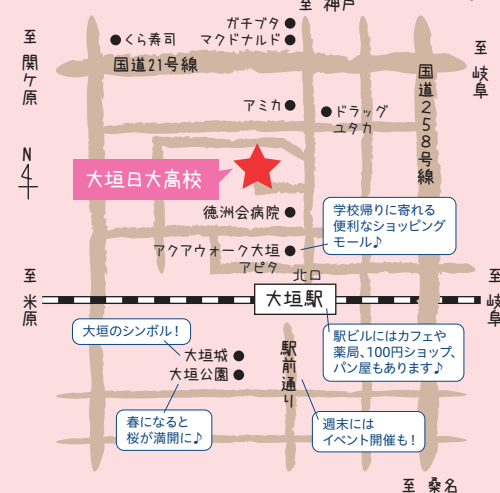 至 神戸
ガチブタ
くら寿司
マクドナルド
国道21号線
至 関ケ原
至 岐阜
国道258号線
アミカ
ドラッグ
ユタカ
N
大垣日大高校
徳洲会病院
学校帰りに寄れる
便利なショッピング
モール♪
アクアウォーク大垣
アピタ
北口
至 米原
大垣駅
至 岐阜
大垣のシンボル!
大垣城
大垣公園
駅前通り
駅ビルにはカフェや
薬局、100円ショップ、
パン屋もあります♪
春になると
桜が満開に♪
週末には
イベント開催も!
至 桑名